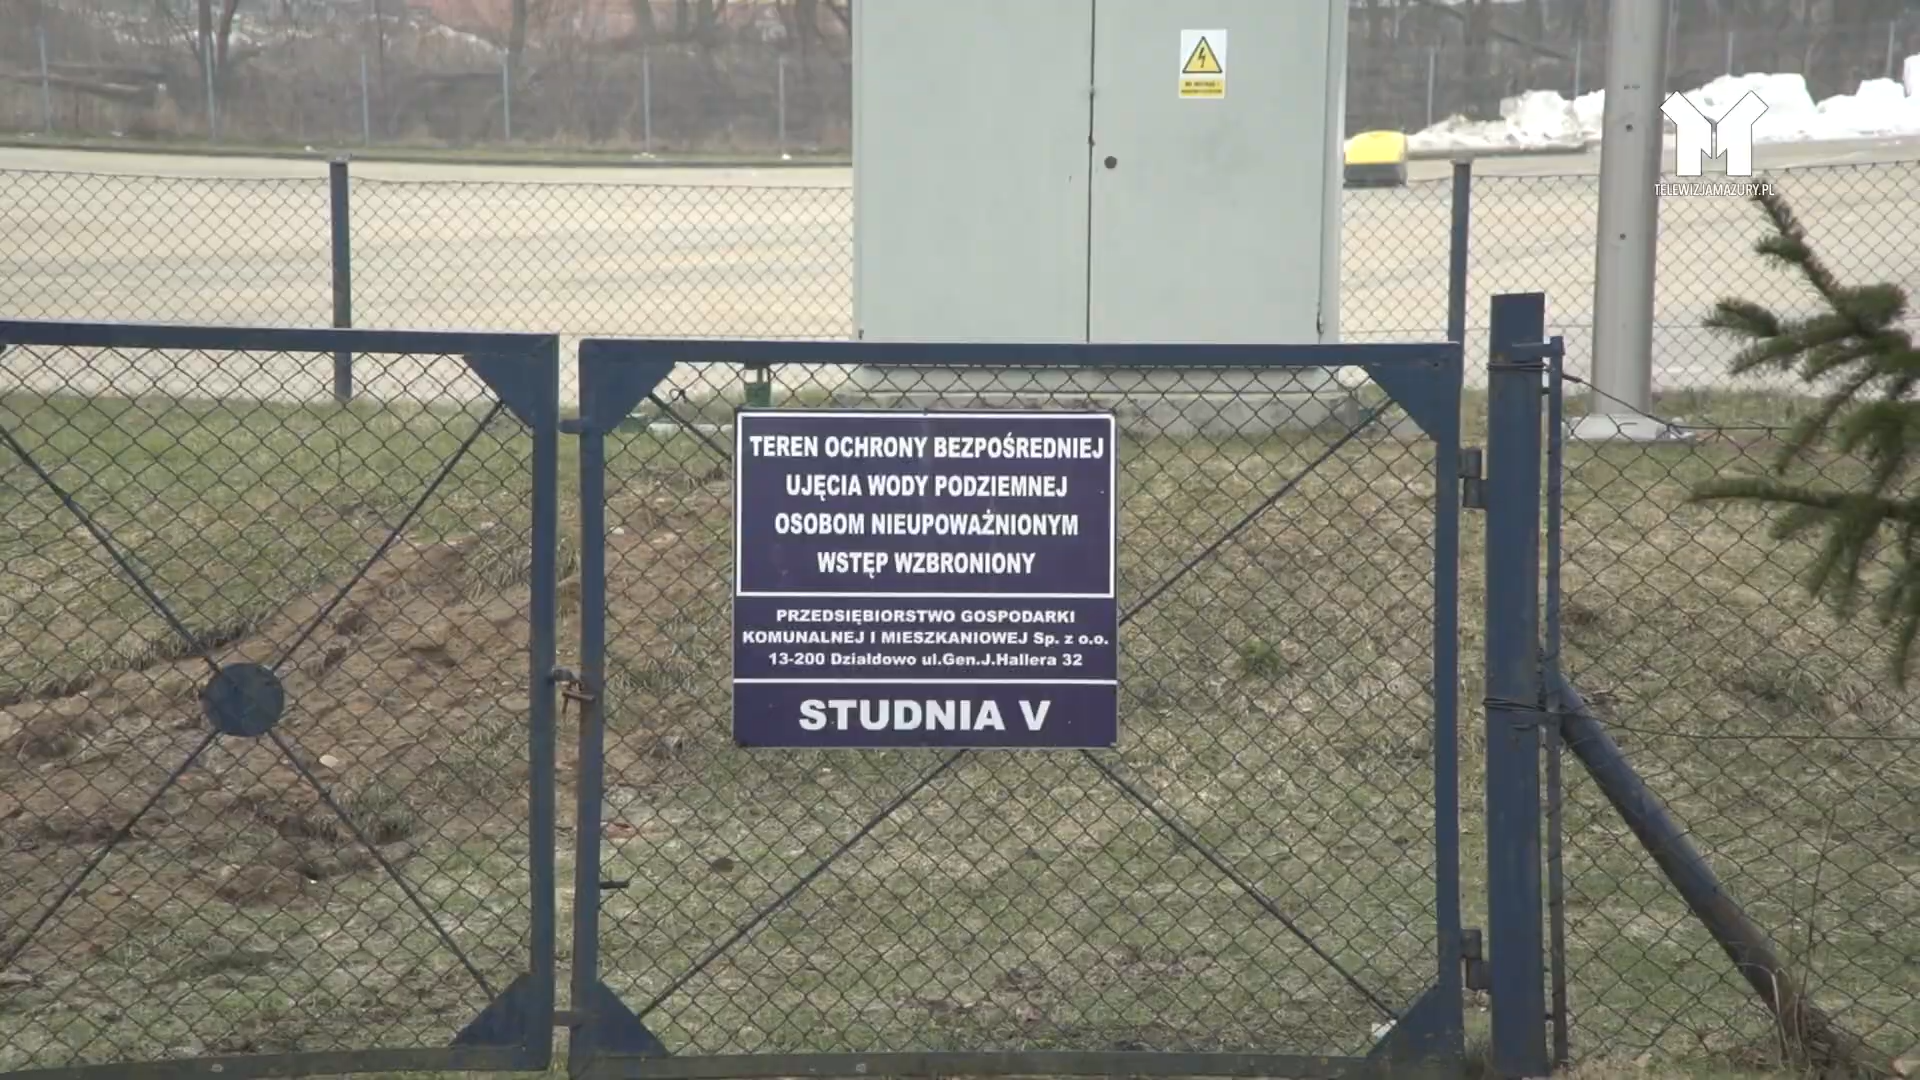 TELEWIZJAMAZURY.PL
TEREN OCHRONY BEZPOŚREDNIEJ
UJĘCIA WODY PODZIEMNEJ
OSOBOM NIEUPOWAŻNIONYM
WSTĘP WZBRONIONY
PRZEDSIĘBIORSTWO GOSPODARKI
KOMUNALNEJ I MIESZKANIOWEJ Sp. z o.o.
13-200 Działdowo ul.Gen.J.Hallera 32
STUDNIA V